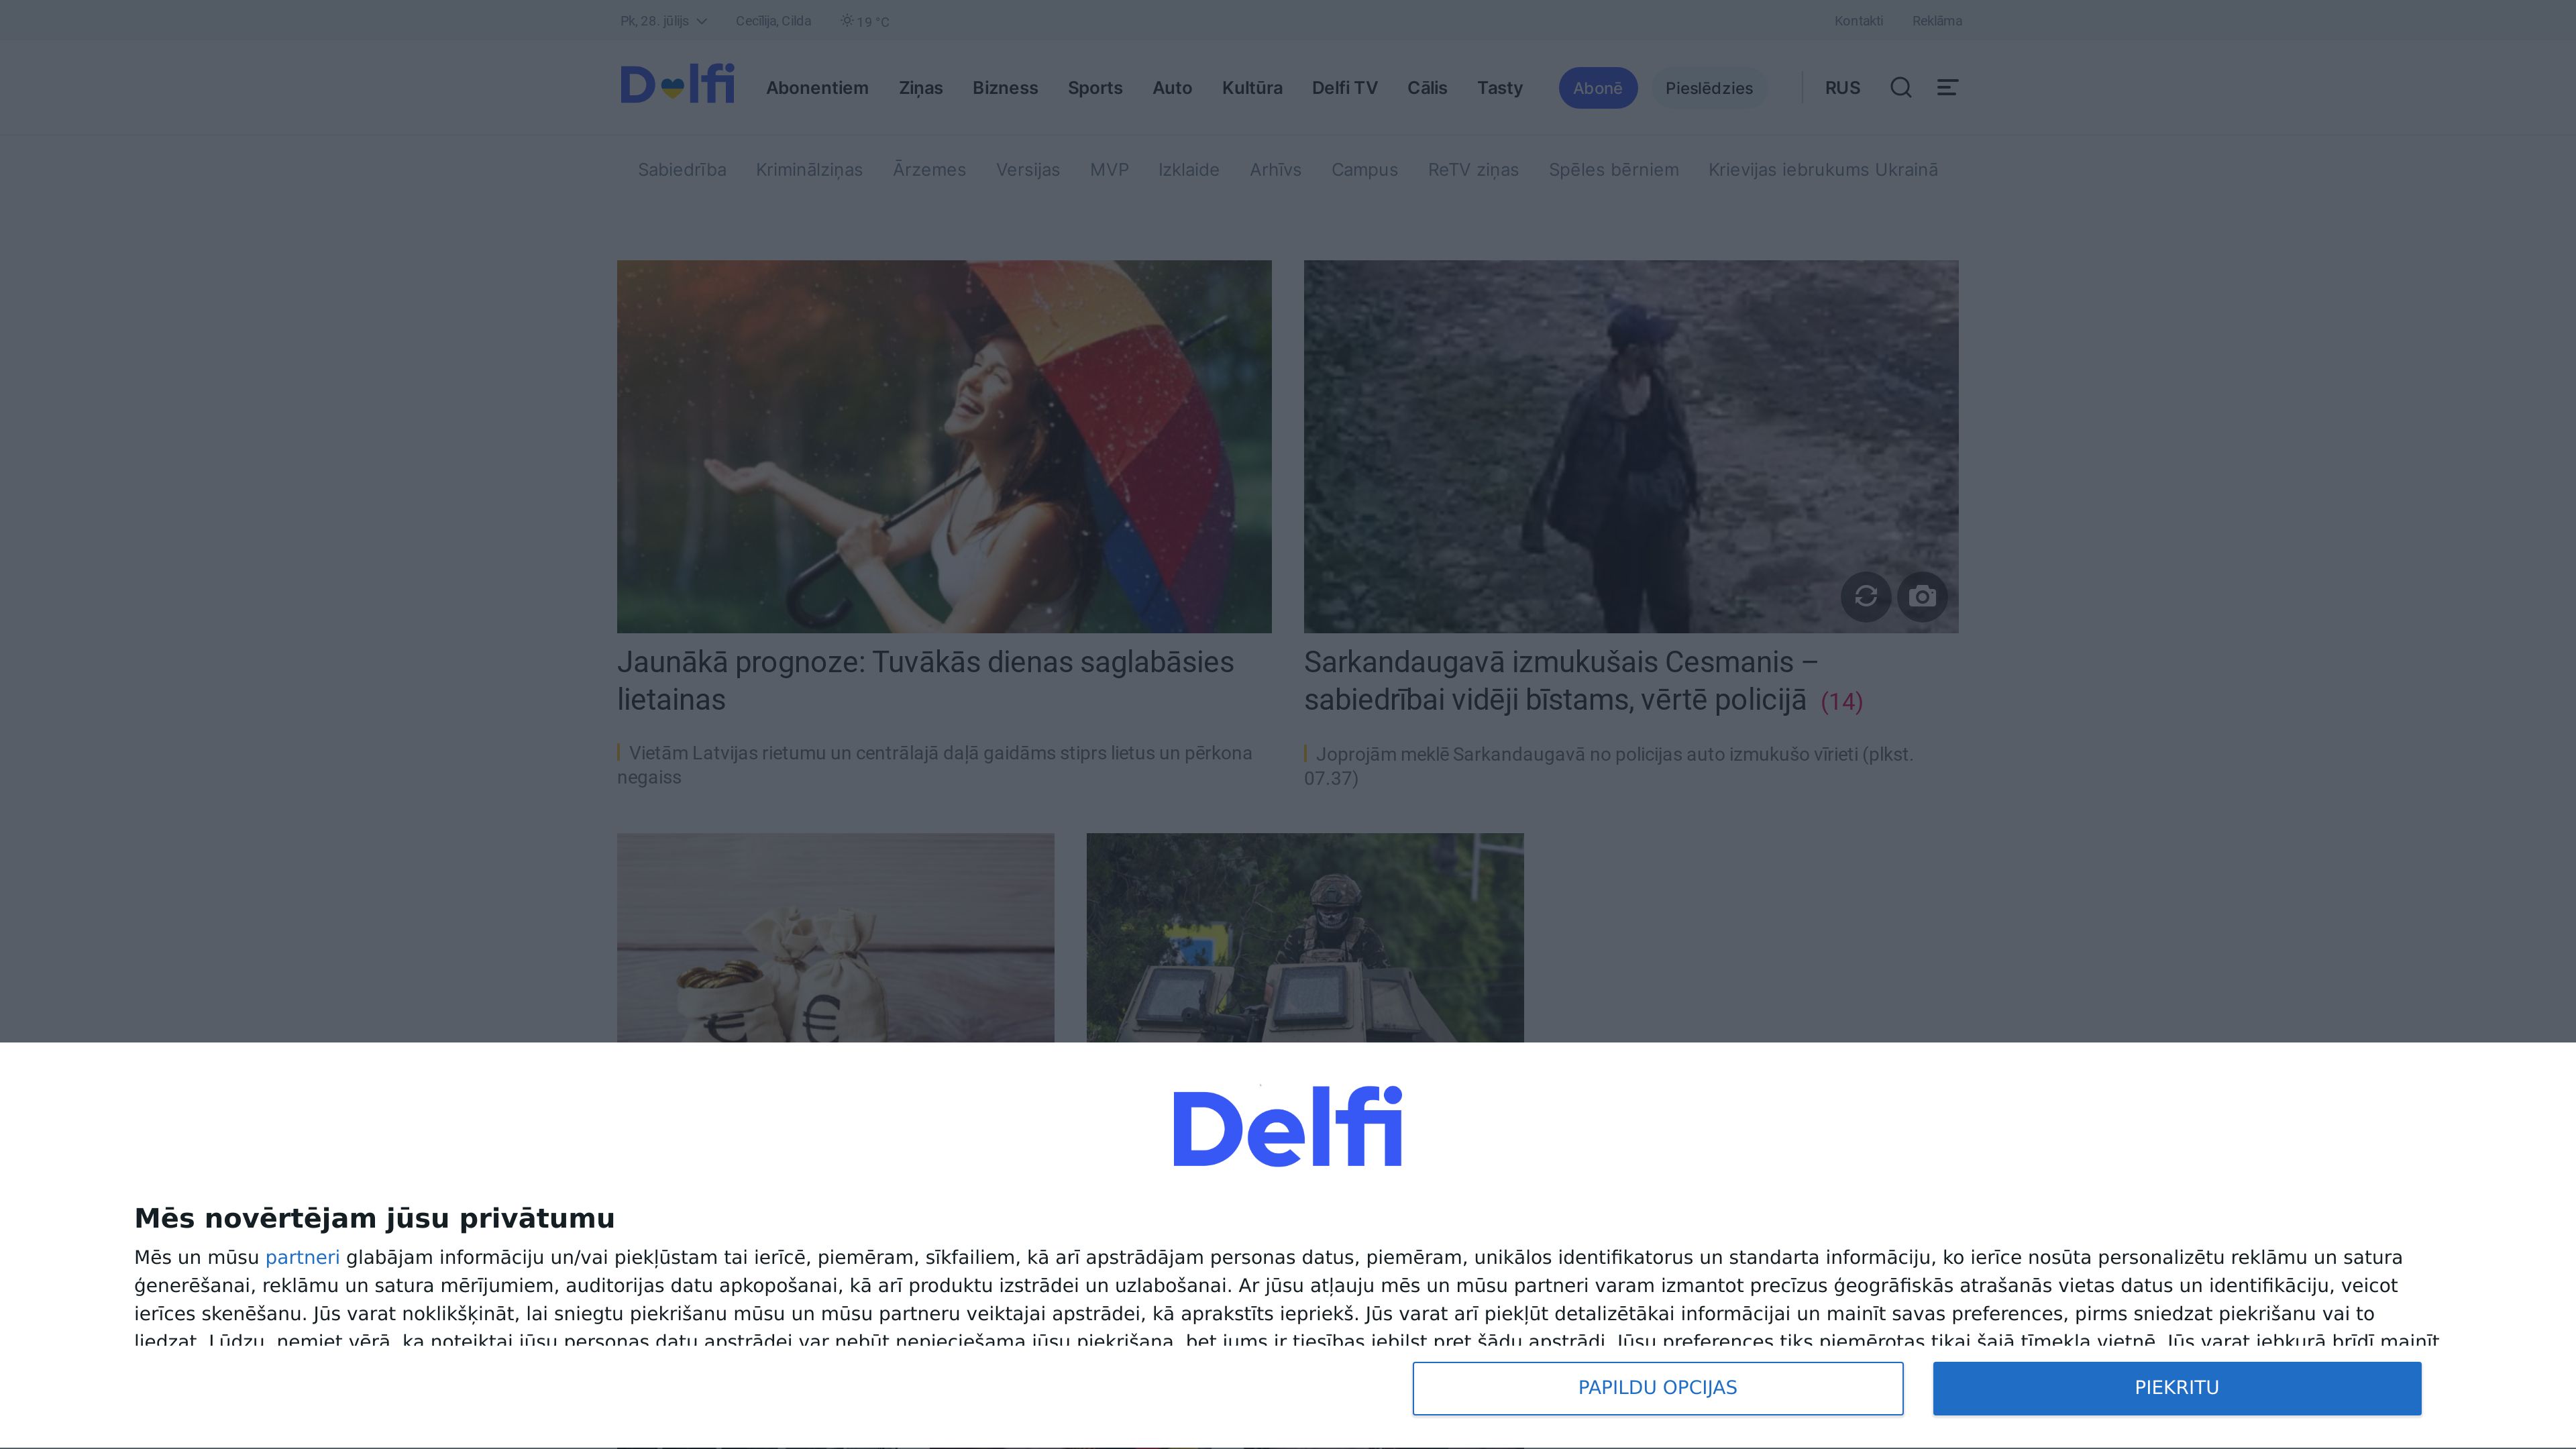 Pk, 28. jūlijs
Cecīlija, Cilda
19 °C
Kontakti
Reklāma
D lfi
Abonentiem
Ziņas
Bizness
Sports
Auto
Kultūra
Delfi TV
Cālis
Tasty
Abonē
Pieslēdzies
RUS
Sabiedrība
Kriminālziņas
Ārzemes
Versijas
MVP
Izklaide
Arhīvs
Campus
ReTV ziņas
Spēles bērniem
Krievijas iebrukums Ukrainā
Jaunākā prognoze: Tuvākās dienas saglabāsies
lietainas
Vietām Latvijas rietumu un centrālajā daļā gaidāms stiprs lietus un pērkona
negaiss
Sarkandaugavā izmukušais Cesmanis –
sabiedrībai vidēji bīstams, vērtē policijā (14)
Joprojām meklē Sarkandaugavā no policijas auto izmukušo vīrieti (plkst.
07.37)
€ €
Delfi
Mēs novērtējam jūsu privātumu
Mēs un mūsu partneri glabājam informāciju un/vai piekļūstam tai ierīcē, piemēram, sīkfailiem, kā arī apstrādājam personas datus, piemēram, unikālos identifikatorus un standarta informāciju, ko ierīce nosūta personalizētu reklāmu un satura
ģenerēšanai, reklāmu un satura mērījumiem, auditorijas datu apkopošanai, kā arī produktu izstrādei un uzlabošanai. Ar jūsu atļauju mēs un mūsu partneri varam izmantot precīzus ģeogrāfiskās atrašanās vietas datus un identifikāciju, veicot
ierīces skenēšanu. Jūs varat noklikšķināt, lai sniegtu piekrišanu mūsu un mūsu partneru veiktajai apstrādei, kā aprakstīts iepriekš. Jūs varat arī piekļūt detalizētākai informācijai un mainīt savas preferences, pirms sniedzat piekrišanu vai to
liedzat. Lūdzu, ņemiet vērā, ka noteiktai jūsu personas datu apstrādei var nebūt nepieciešama jūsu piekrišana, bet jums ir tiesības iebilst pret šādu apstrādi. Jūsu preferences tiks piemērotas tikai šajā tīmekļa vietnē. Jūs varat jebkurā brīdī mainīt
PAPILDU OPCIJAS
PIEKRITU